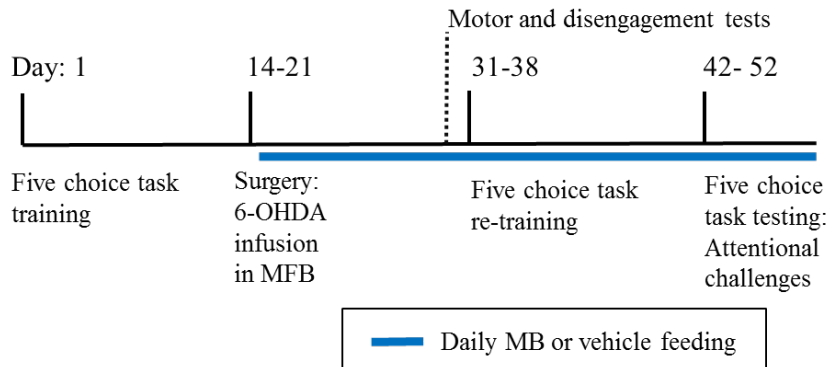 Motor and disengagement tests
Day: 1
14-21
31-38
42- 52
Five choice task
training
Surgery:
6-OHDA
infusion
in MFB
Five choice task
re-training
Five choice
task testing:
Attentional
challenges
Daily MB or vehicle feeding